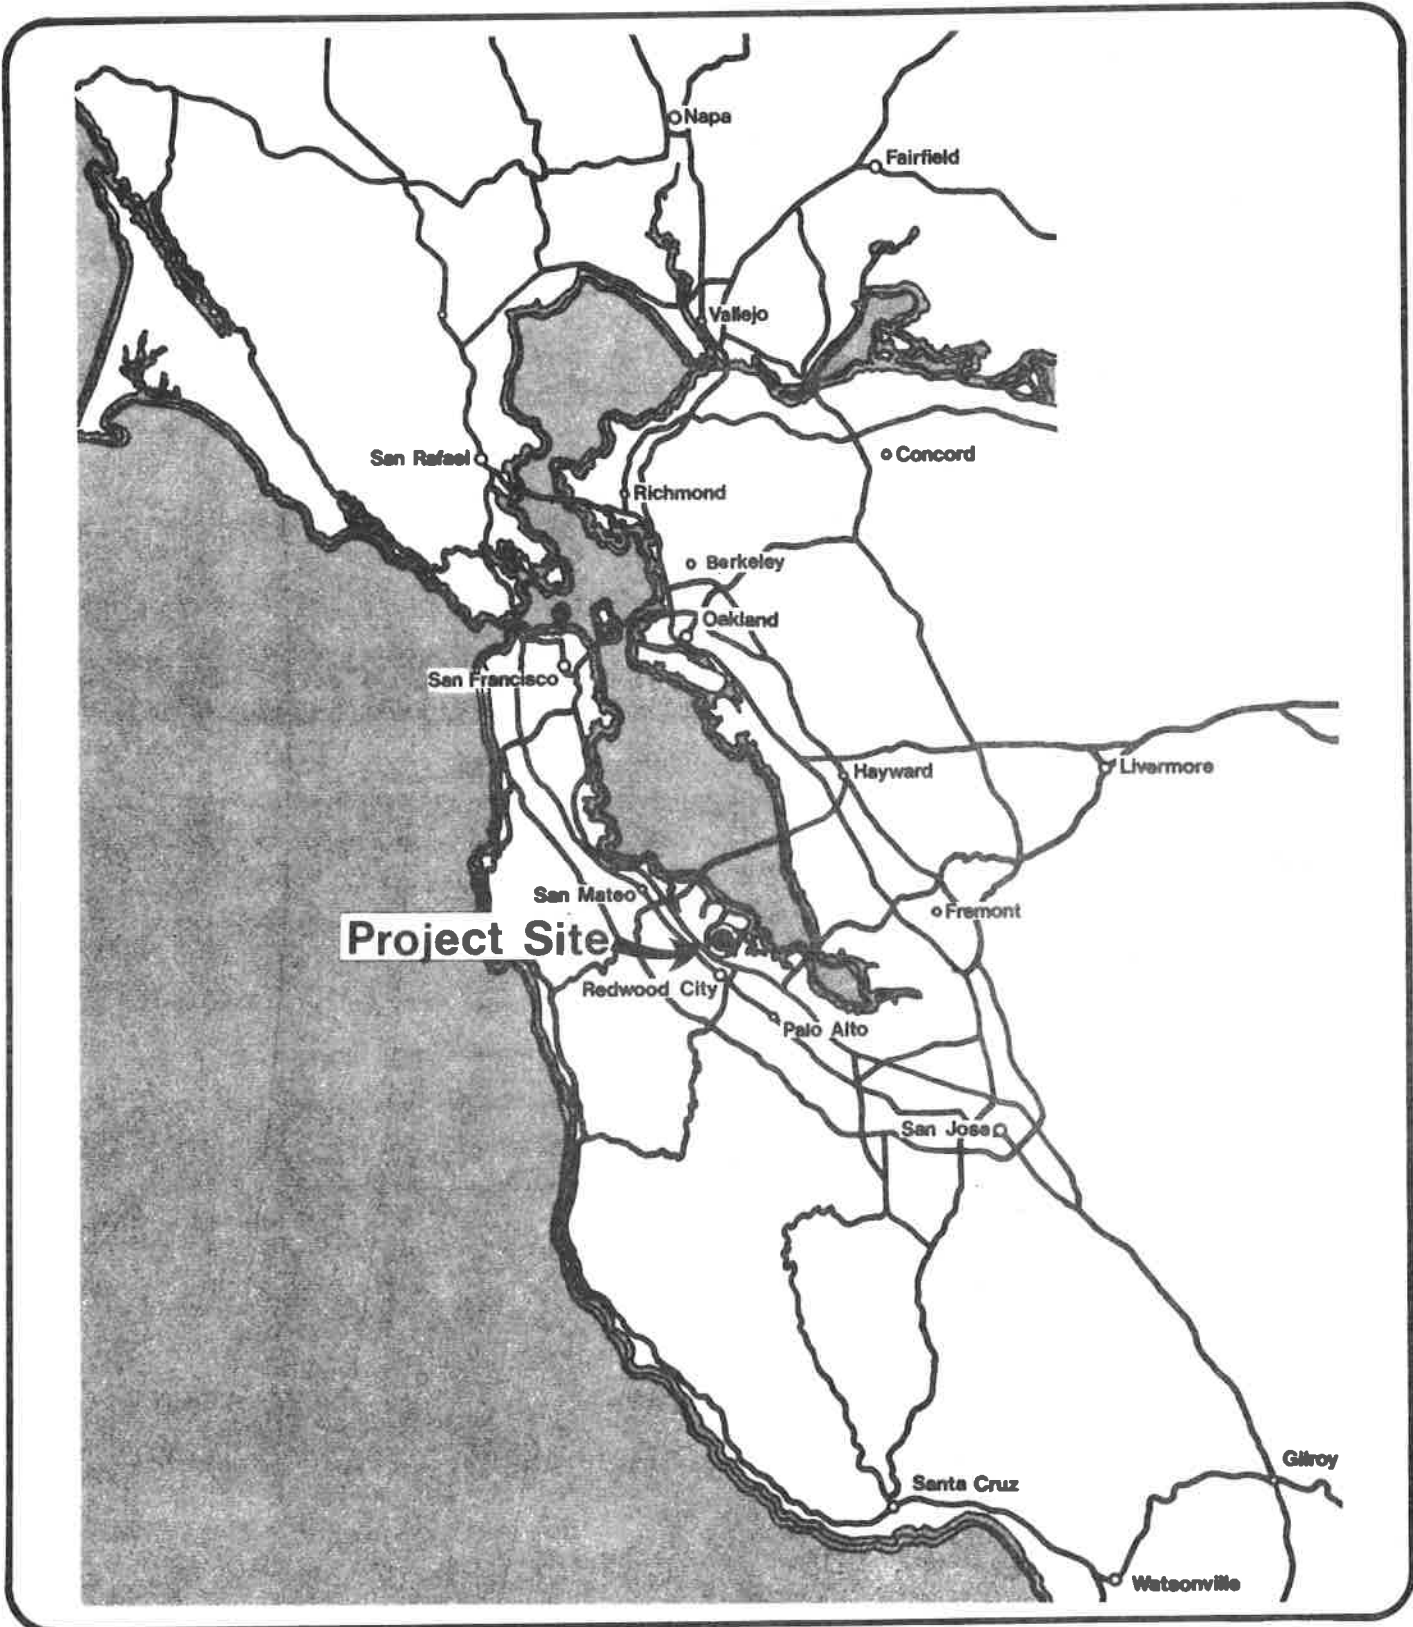 Napa
Fairfield
Vallejo
San Rafael
Concord
Richmond
Berkeley
Oakland
San Francisco
Hayward
Livermore
San Mateo
Fremont
Project Site
Redwood City
Palo Alto
San Jose
Gilroy
Santa Cruz
Watsonville